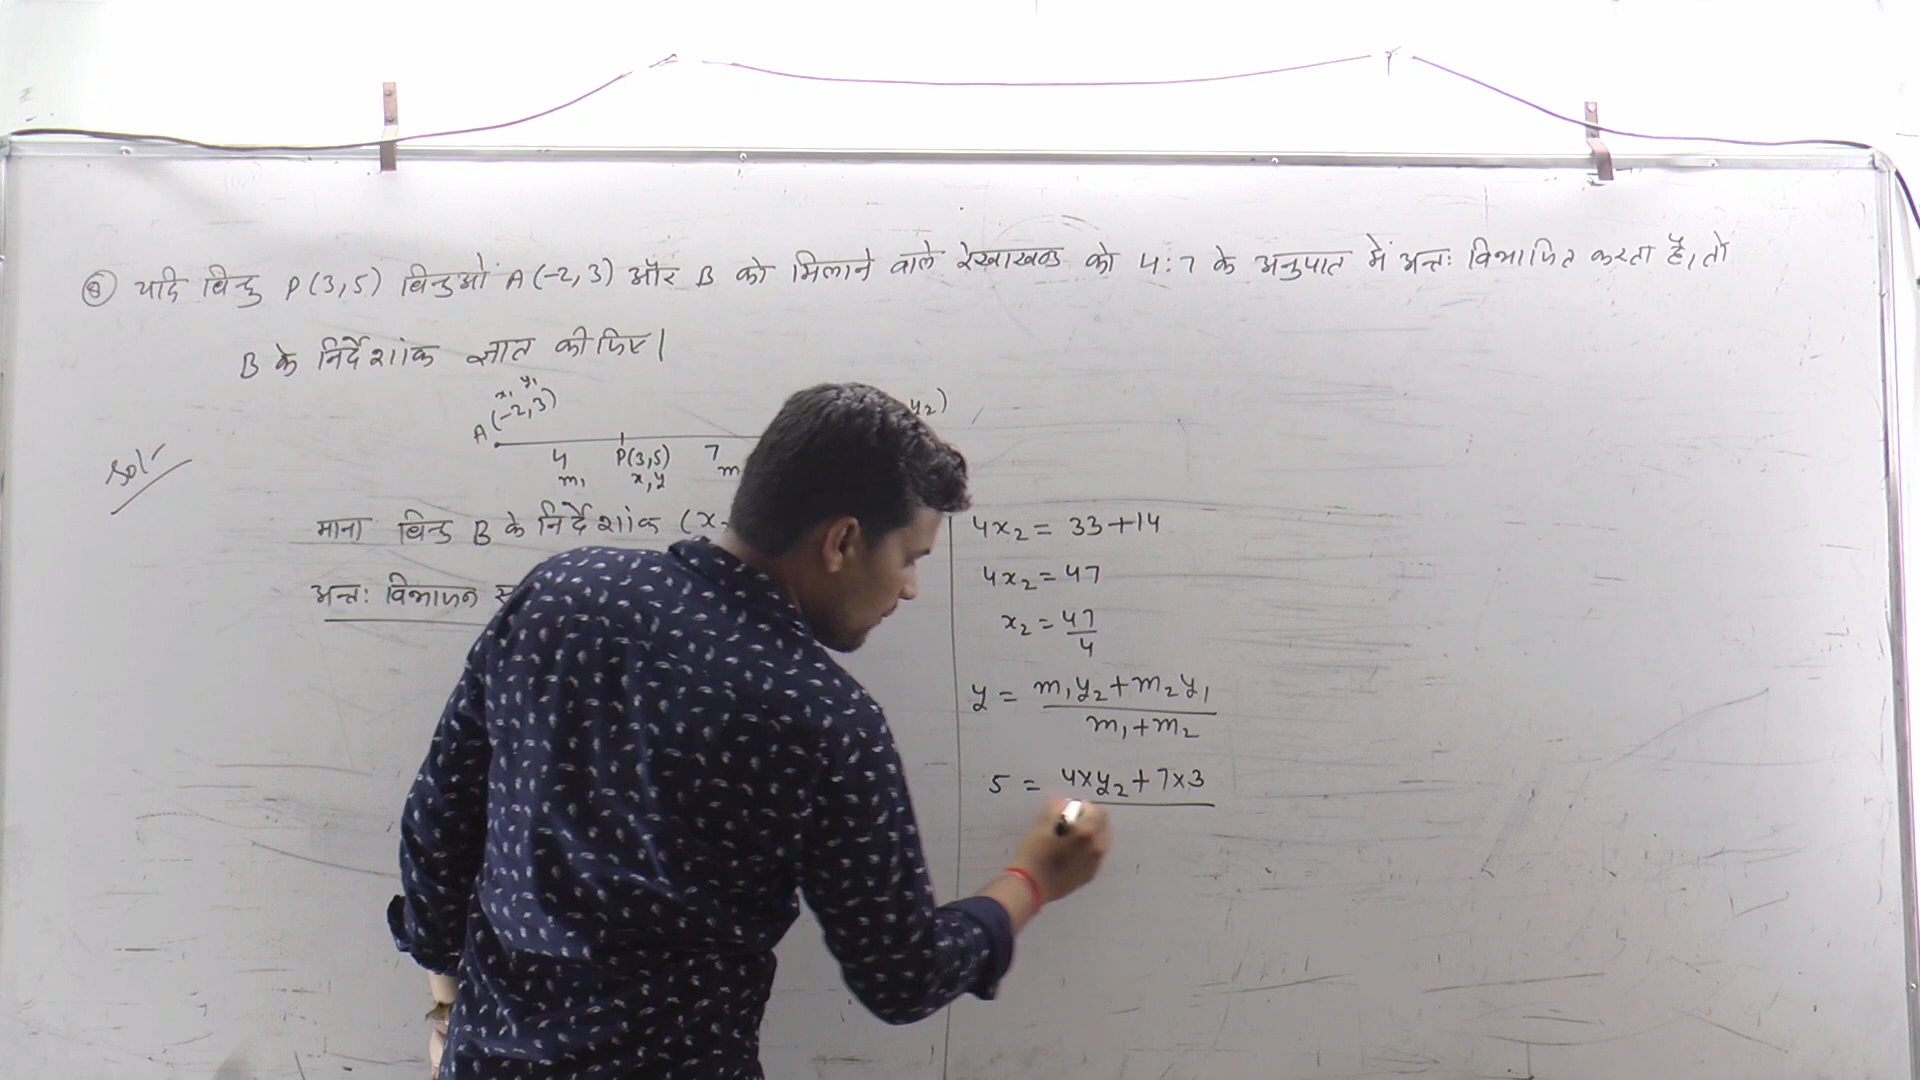 ⑧ यदि बिन्दु P(3,5) बिन्दुओं A(-2,3) और B को मिलाने वाले रेखाखण्ड को 4:7 के अनुपात में अन्तः विभाजित करता है, तो
B के निर्देशांक ज्ञात कीजिए।
x₁ y₁
(-2,3)
y₂)
A
4 P(3,5) 7
m₁ x,y m
Sol-
माना बिन्दु B के निर्देशांक (x
अन्तः विभाजन
4x₂ = 33+14
4x₂ = 47
x₂ = 47/4
y = m₁y₂+m₂y₁
m₁+m₂
5 = 4×y₂+7×3